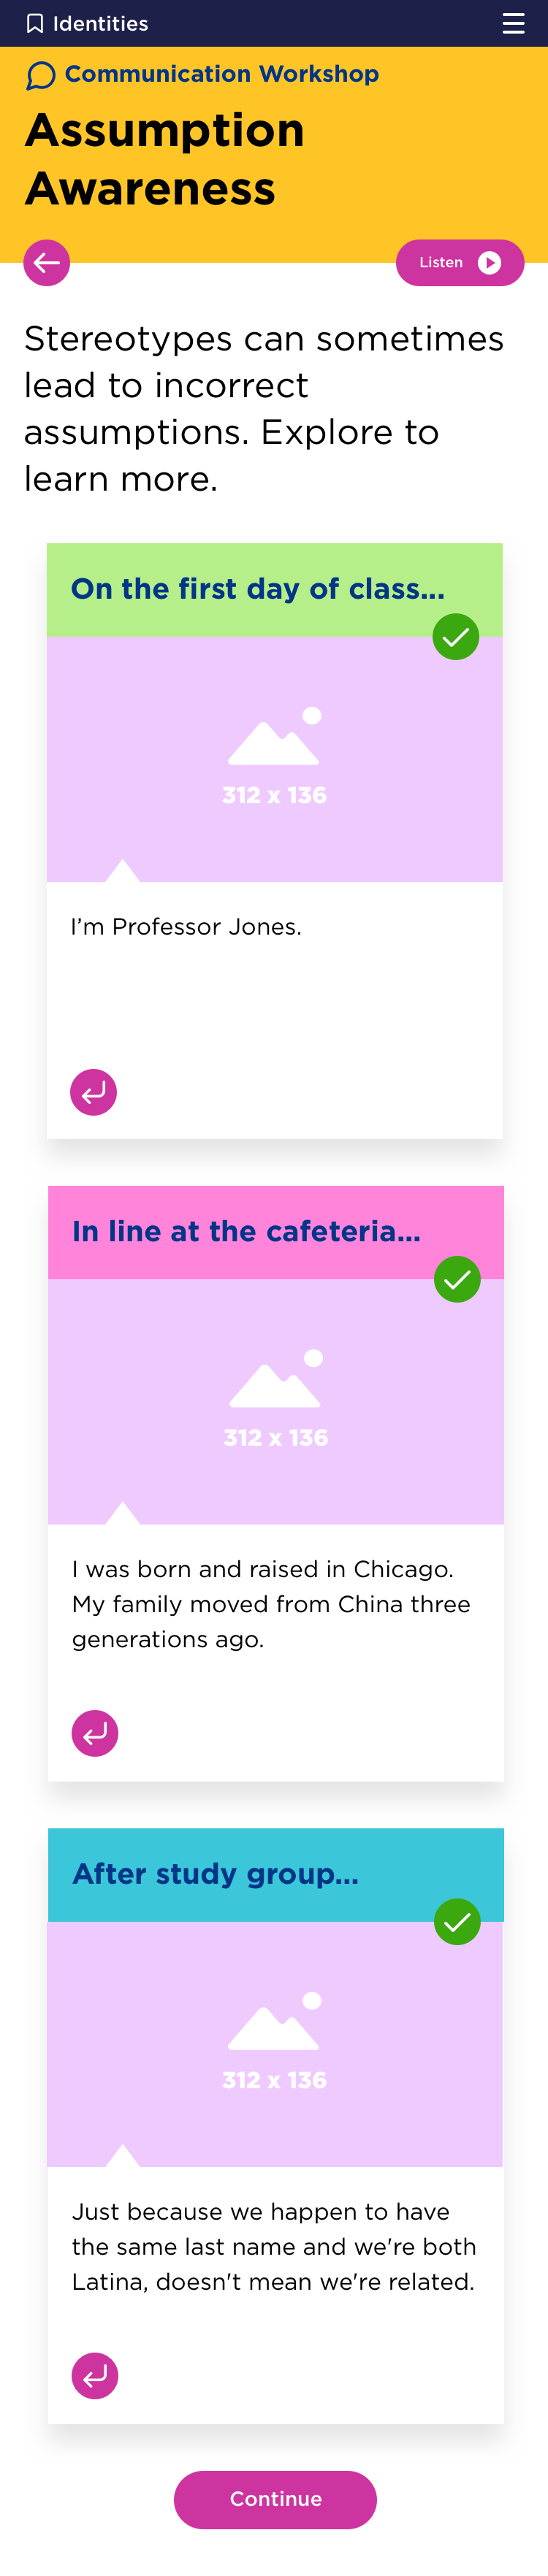 Identities
Communication Workshop
Assumption
Awareness
Listen
Stereotypes can sometimes
lead to incorrect
assumptions. Explore to
learn more.
On the first day of class...
312 x 136
I’m Professor Jones.
In line at the cafeteria...
312 x 136
I was born and raised in Chicago.
My family moved from China three
generations ago.
After study group...
312 x 136
Just because we happen to have
the same last name and we're both
Latina, doesn't mean we're related.
Continue